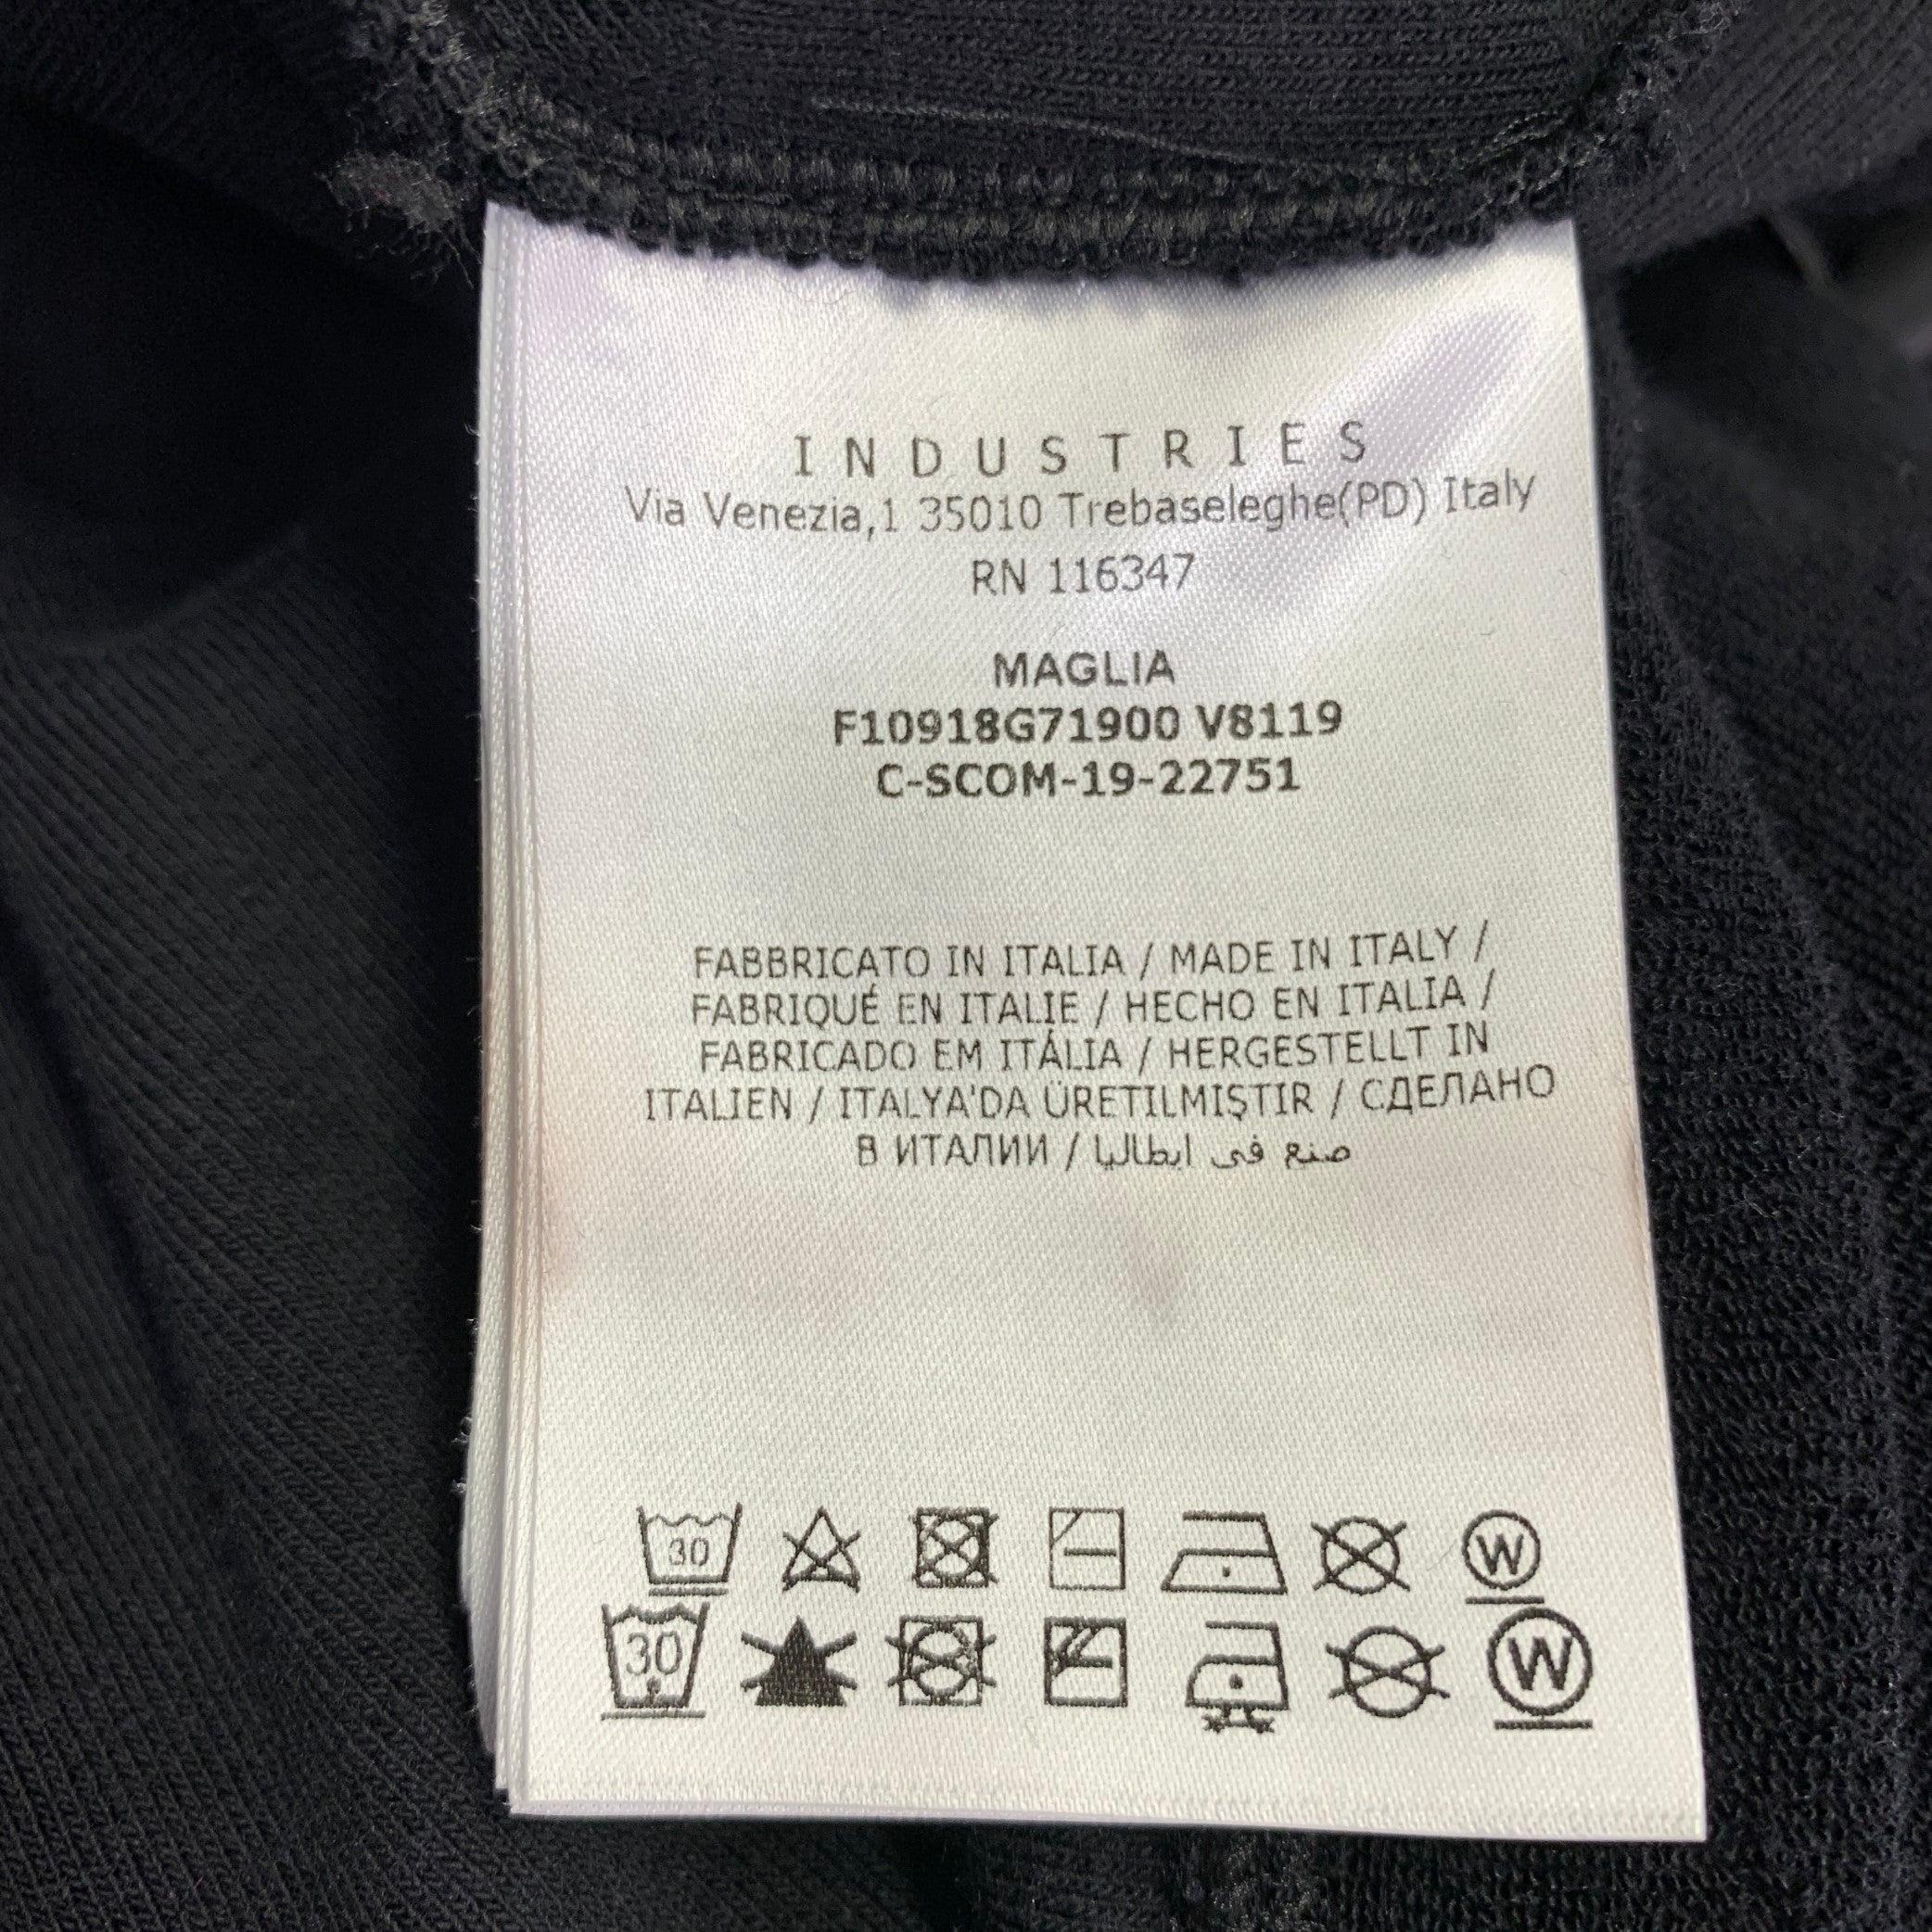 INDUSTRIES
Via Venezia,1 35010 Trebaseleghe(PD) Italy
RN 116347
MAGLIA
F10918G71900 V8119
C-SCOM-19-22751
FABBRICATO IN ITALIA / MADE IN ITALY /
FABRIQUÉ EN ITALIE / HECHO EN ITALIA /
FABRICADO EM ITÁLIA / HERGESTELLT IN
ITALIEN / ITALYA'DA ÜRETILMIŞTIR / СДЕЛАНО
В ИТАЛИИ / صنع في ايطاليا
30 W
30 W